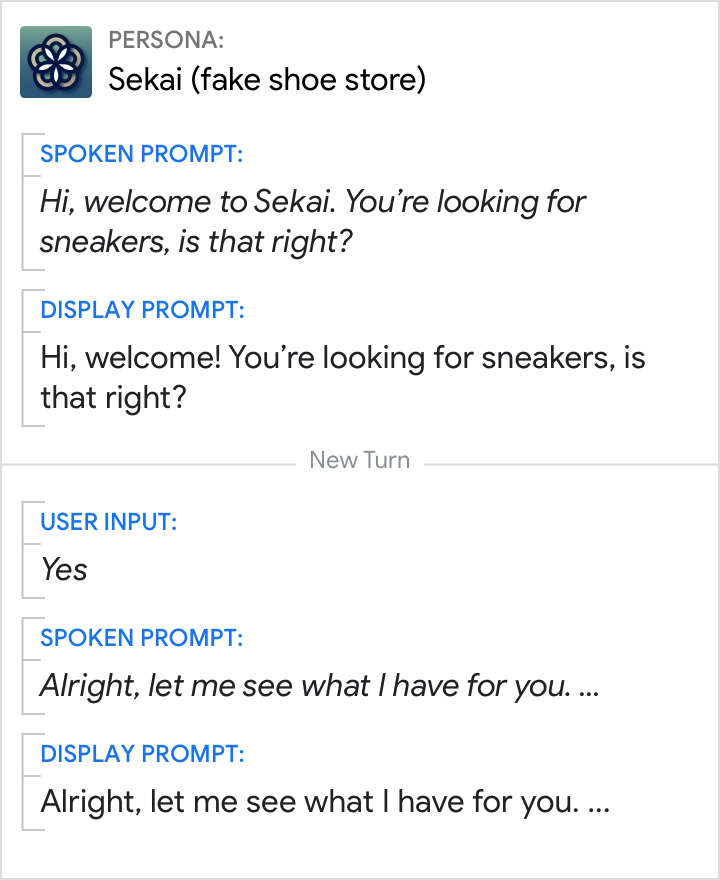 PERSONA:
Sekai (fake shoe store)
SPOKEN PROMPT:
Hi, welcome to Sekai. You’re looking for
sneakers, is that right?
DISPLAY PROMPT:
Hi, welcome! You’re looking for sneakers, is
that right?
New Turn
USER INPUT:
Yes
SPOKEN PROMPT:
Alright, let me see what I have for you. ...
DISPLAY PROMPT:
Alright, let me see what I have for you. ...